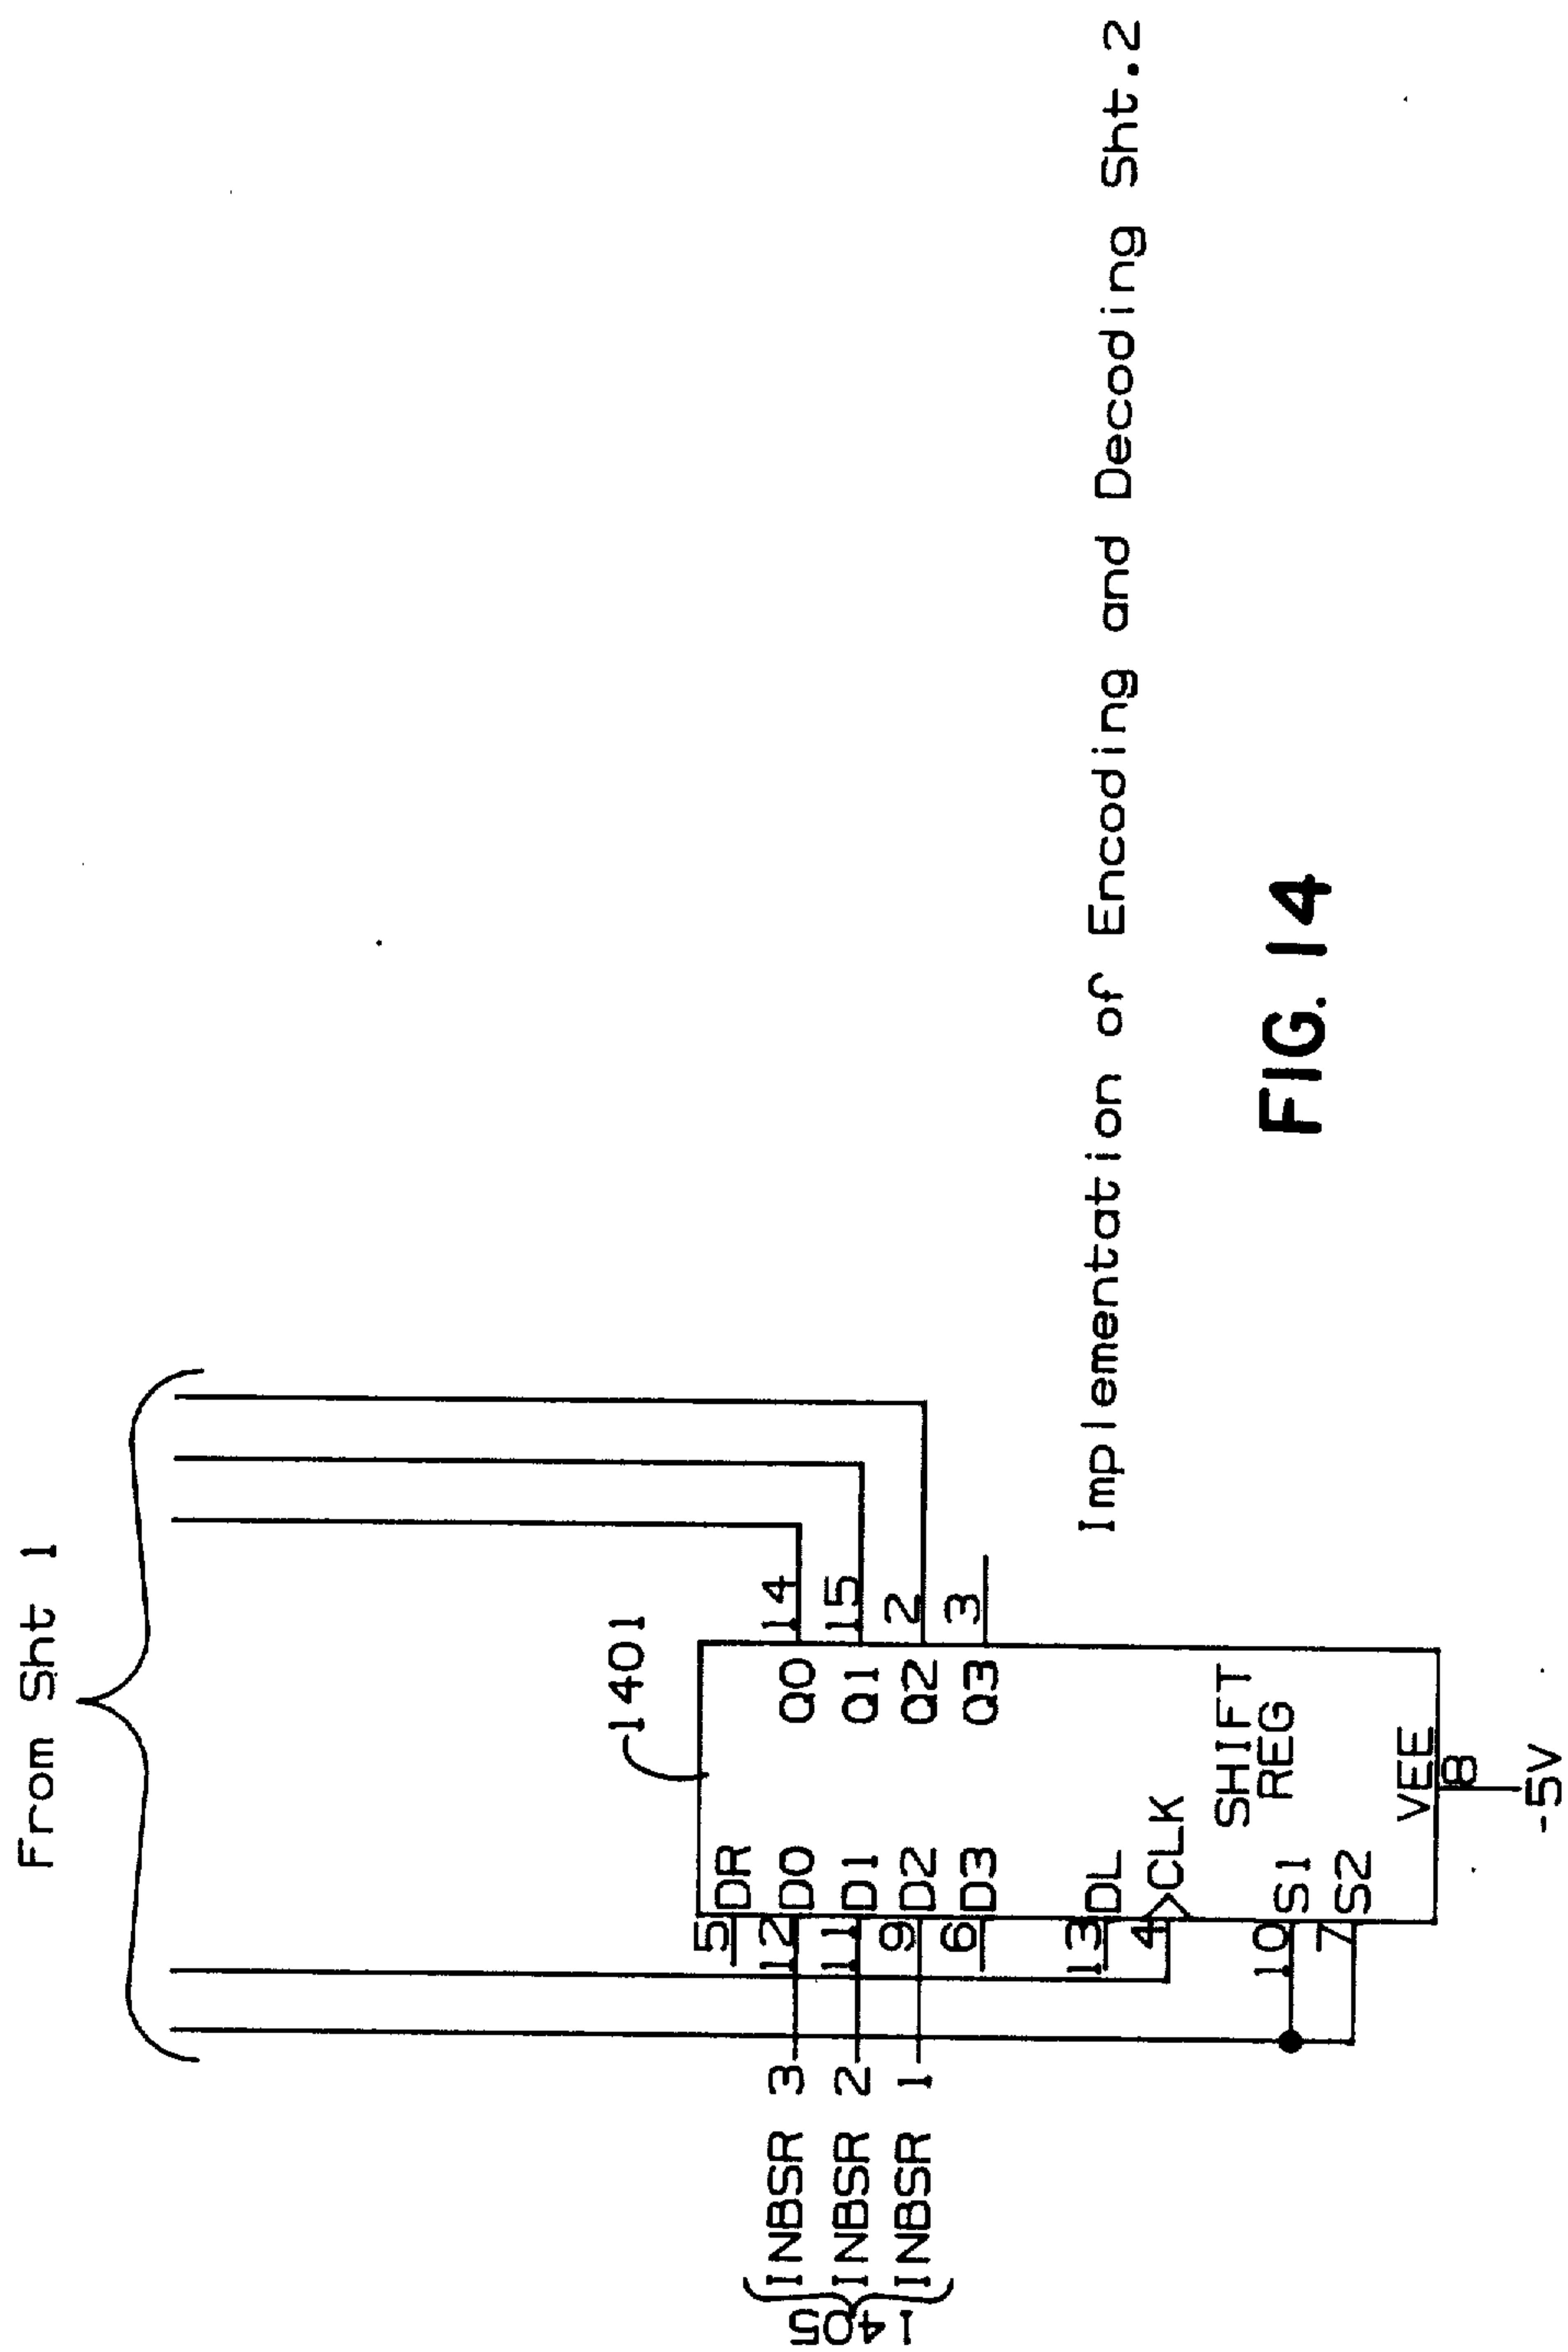 From Sht 1
1401
5 DR
12 D0 Q0 14
11 D1 Q1 15
9 D2 Q2 2
6 D3 Q3 3
13 DL
4 CLK
SHIFT
REG
10 S1
7 S2
VEE
8
-5V
1405
INBSR 3
INBSR 2
INBSR 1
Implementation of Encoding and Decoding Sht.2
FIG. 14